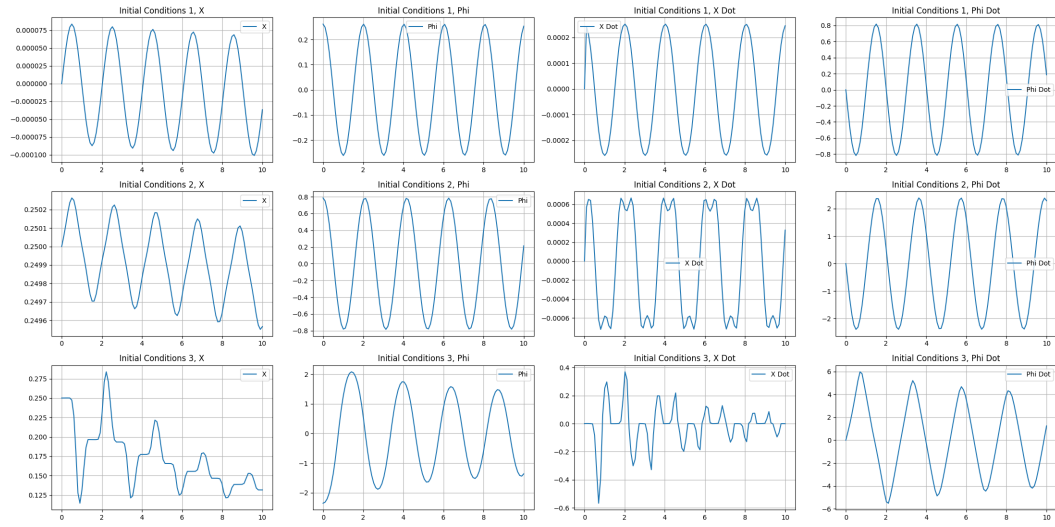 Initial Conditions 1, X
X
0.000075
0.000050
0.000025
0.000000
−0.000025
−0.000050
−0.000075
−0.000100
0 2 4 6 8 10
Initial Conditions 1, Phi
Phi
0.2
0.1
0.0
−0.1
−0.2
0 2 4 6 8 10
Initial Conditions 1, X Dot
X Dot
0.0002
0.0001
0.0000
−0.0001
−0.0002
0 2 4 6 8 10
Initial Conditions 1, Phi Dot
Phi Dot
0.8
0.6
0.4
0.2
0.0
−0.2
−0.4
−0.6
−0.8
0 2 4 6 8 10
Initial Conditions 2, X
X
0.2502
0.2501
0.2500
0.2499
0.2498
0.2497
0.2496
0 2 4 6 8 10
Initial Conditions 2, Phi
Phi
0.8
0.6
0.4
0.2
0.0
−0.2
−0.4
−0.6
−0.8
0 2 4 6 8 10
Initial Conditions 2, X Dot
X Dot
0.0006
0.0004
0.0002
0.0000
−0.0002
−0.0004
−0.0006
0 2 4 6 8 10
Initial Conditions 2, Phi Dot
Phi Dot
2
1
0
−1
−2
0 2 4 6 8 10
Initial Conditions 3, X
X
0.275
0.250
0.225
0.200
0.175
0.150
0.125
0 2 4 6 8 10
Initial Conditions 3, Phi
Phi
2
1
0
−1
−2
0 2 4 6 8 10
Initial Conditions 3, X Dot
X Dot
0.4
0.2
0.0
−0.2
−0.4
−0.6
0 2 4 6 8 10
Initial Conditions 3, Phi Dot
Phi Dot
6
4
2
0
−2
−4
−6
0 2 4 6 8 10